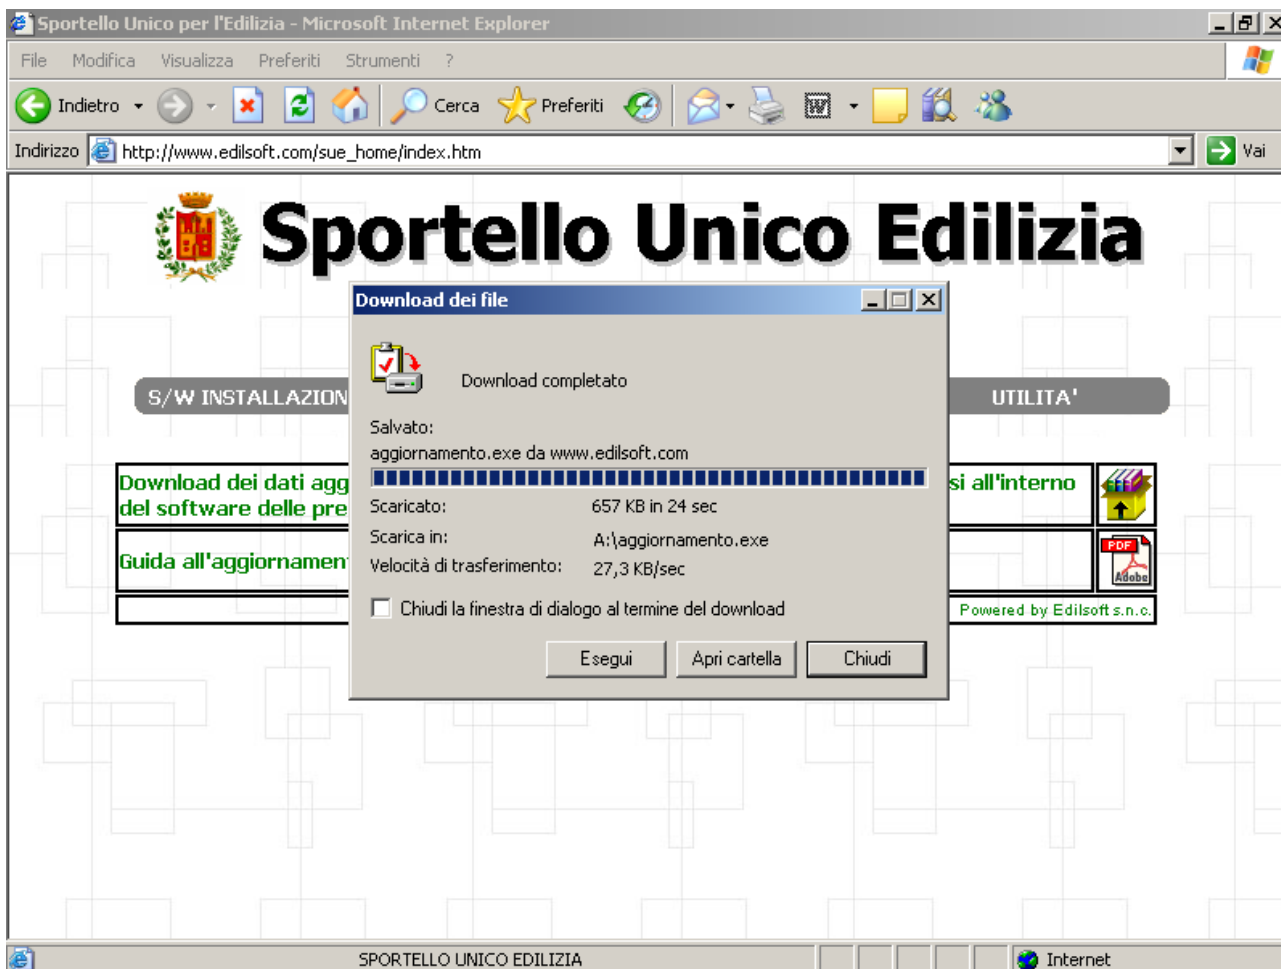 Sportello Unico per l'Edilizia - Microsoft Internet Explorer
File Modifica Visualizza Preferiti Strumenti ?
Indietro Cerca Preferiti
Indirizzo http://www.edilsoft.com/sue_home/index.htm Vai
Sportello Unico Edilizia
Download dei file
Download completato
S/W INSTALLAZION UTILITA'
Salvato:
aggiornamento.exe da www.edilsoft.com
Download dei dati agg si all'interno
del software delle pre
Scaricato: 657 KB in 24 sec
Scarica in: A:\aggiornamento.exe
Guida all'aggiornamen
Velocità di trasferimento: 27,3 KB/sec
PDF
Adobe
Chiudi la finestra di dialogo al termine del download
Powered by Edilsoft s.n.c.
Esegui Apri cartella Chiudi
SPORTELLO UNICO EDILIZIA Internet